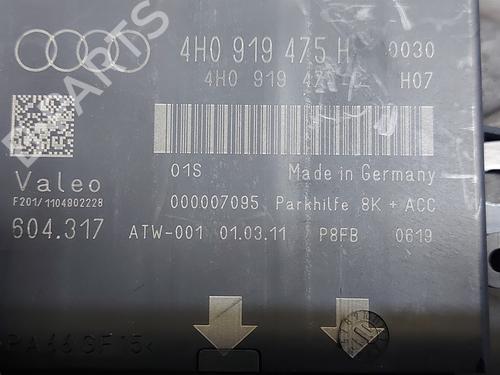 4H0 919 475 H 0030
4H0 919 47 H07
01S Made in Germany
Valeo
F201/1104802228
000007095 Parkhilfe 8K + ACC
604.317
ATW-001 01.03.11 P8FB 0619